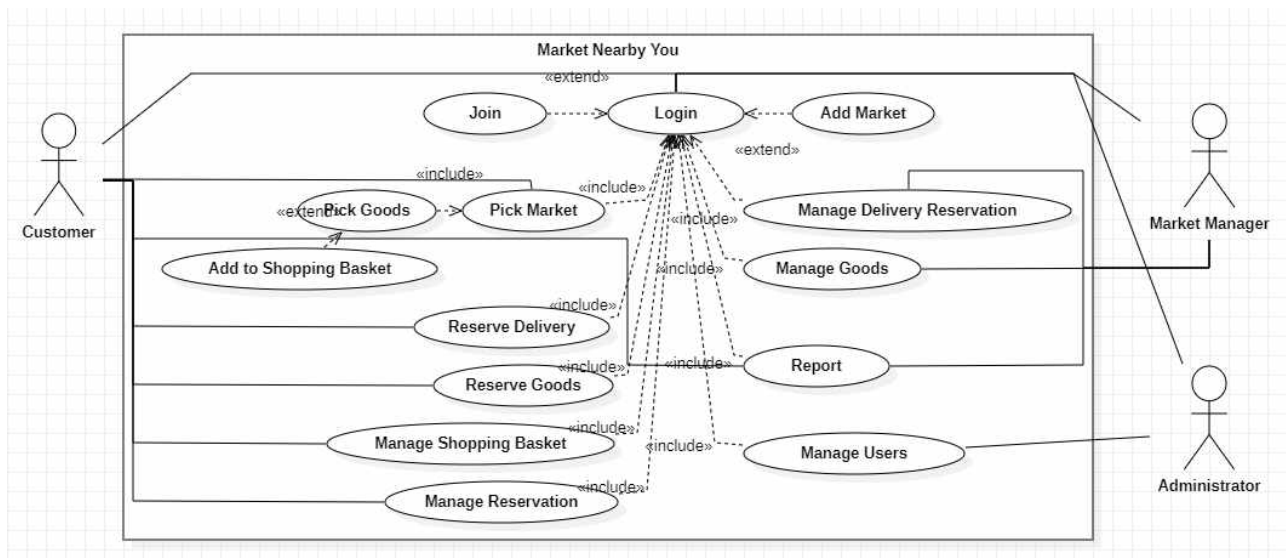 Market Nearby You
«extend»
Join
Login
Add Market
«extend»
«include»
«include»
«extend»
Pick Goods
Pick Market
«include»
Manage Delivery Reservation
Customer
Market Manager
Add to Shopping Basket
«include»
Manage Goods
«include»
Reserve Delivery
«include»
«include»
Report
Reserve Goods
«include»
Manage Shopping Basket
«include»
Manage Users
«include»
Manage Reservation
Administrator